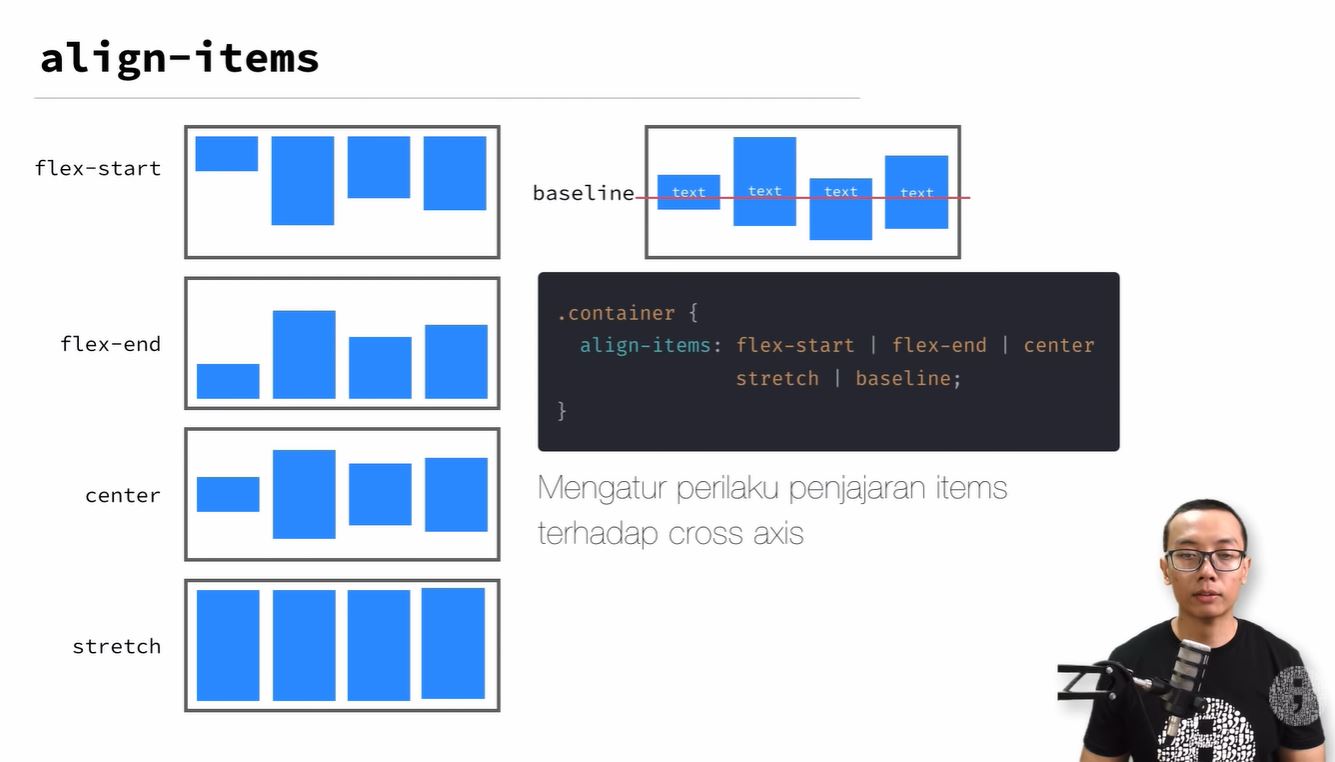 align-items
flex-start
flex-end
center
stretch
baseline
text text text text
.container {
align-items: flex-start | flex-end | center
stretch | baseline;
}
Mengatur perilaku penjajaran items
terhadap cross axis